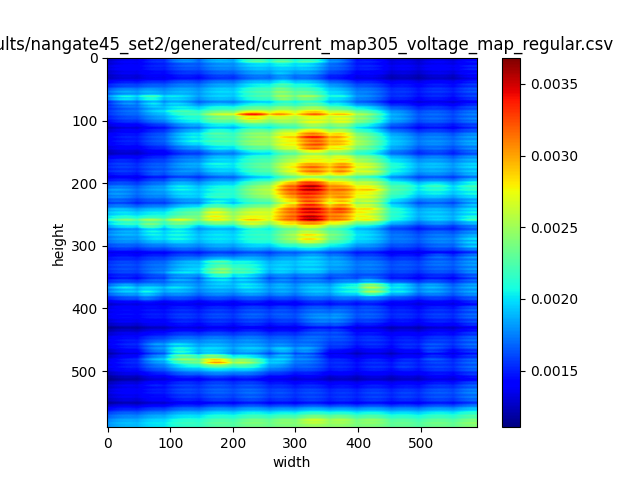 ults/nangate45_set2/generated/current_map305_voltage_map_regular.csv
0
100
200
300
400
500
height
0 100 200 300 400 500
width
0.0035
0.0030
0.0025
0.0020
0.0015